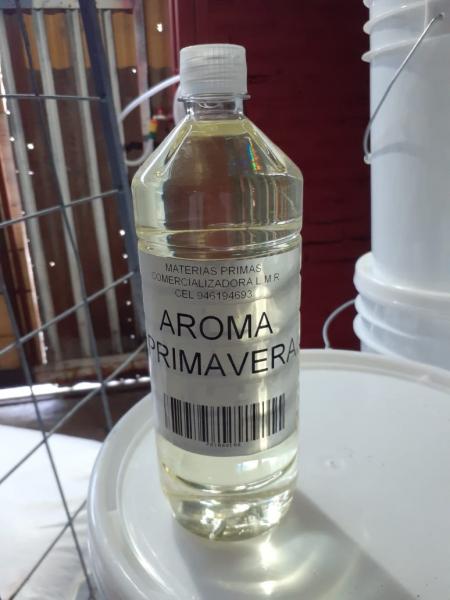 MATERIAS PRIMAS
COMERCIALIZADORA L.M.R
CEL 946194693
AROMA
PRIMAVERA